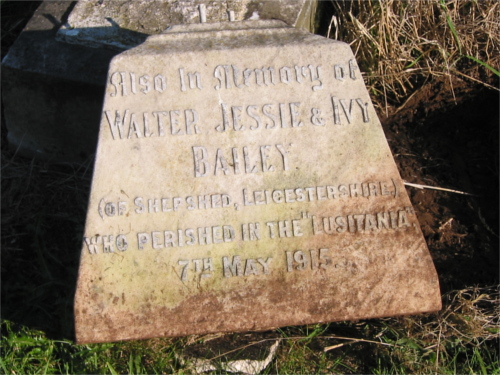 Also In Memory of
WALTER JESSIE & IVY
BAILEY
(OF SHEPSHED, LEICESTERSHIRE)
WHO PERISHED IN THE "LUSITANIA"
7TH MAY 1915.